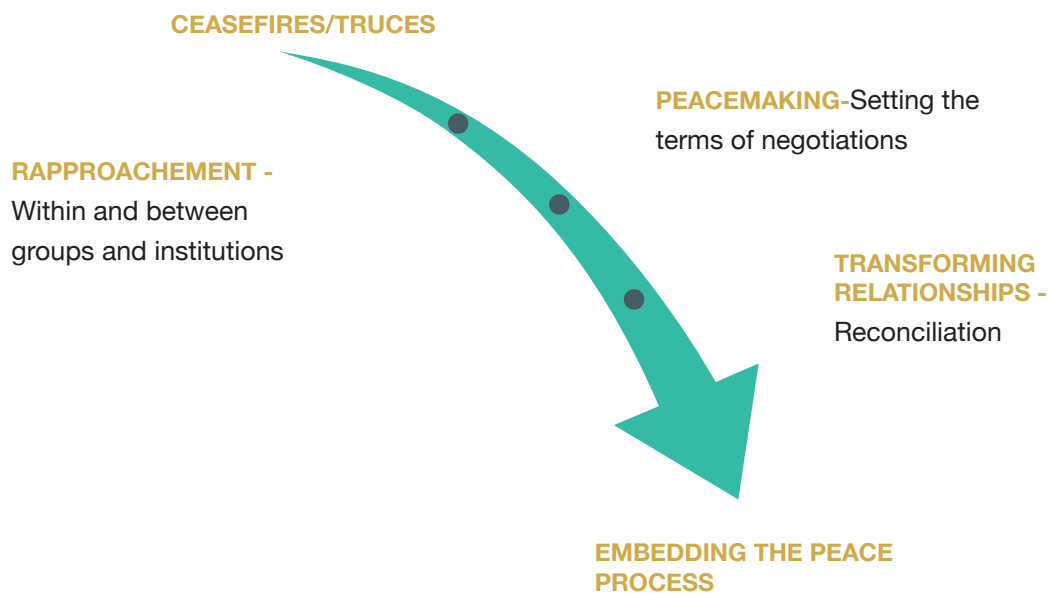 CEASEFIRES/TRUCES
PEACEMAKING-Setting the
terms of negotiations
RAPPROACHEMENT -
Within and between
groups and institutions
TRANSFORMING
RELATIONSHIPS -
Reconciliation
EMBEDDING THE PEACE
PROCESS